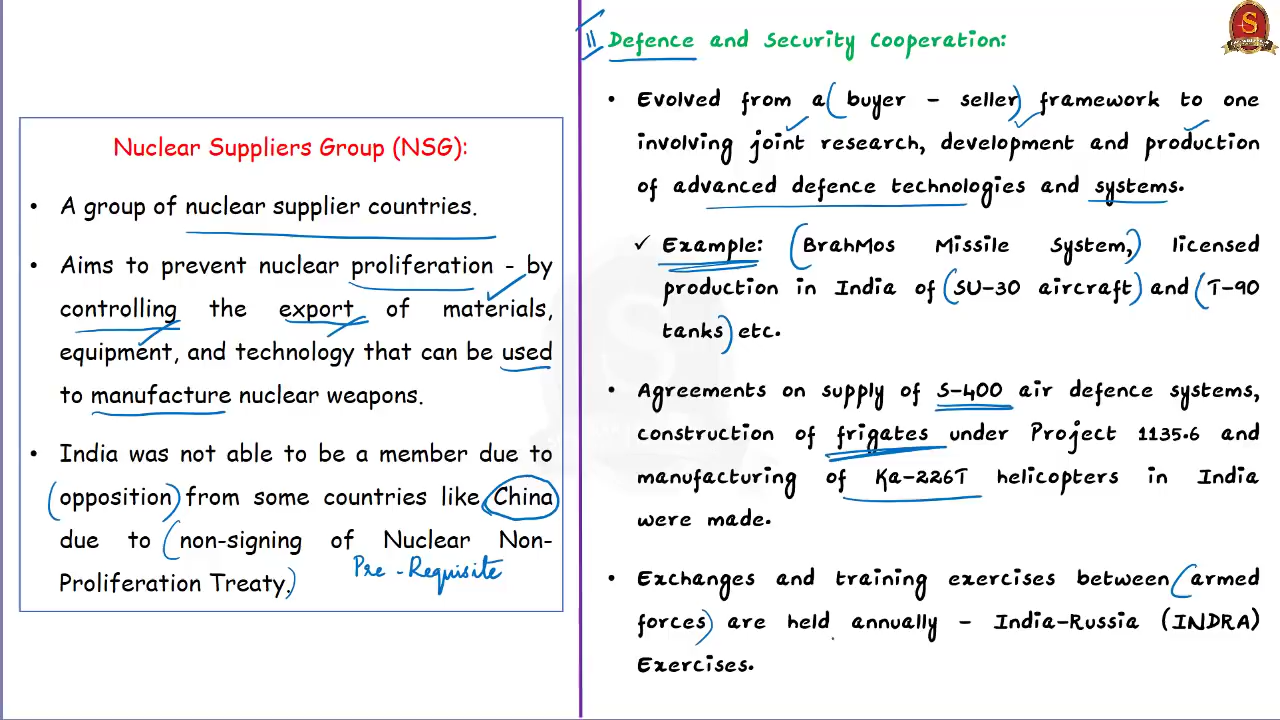 Nuclear Suppliers Group (NSG):
• A group of nuclear supplier countries.
• Aims to prevent nuclear proliferation - by
controlling the export of materials,
equipment, and technology that can be used
to manufacture nuclear weapons.
• India was not able to be a member due to
opposition from some countries like China
due to non-signing of Nuclear Non-
Proliferation Treaty.
Pre-Requisite
II Defence and Security Cooperation:
• Evolved from a buyer - seller framework to one
involving joint research, development and production
of advanced defence technologies and systems.
✓ Example: BrahMos Missile System, licensed
production in India of SU-30 aircraft and T-90
tanks etc.
• Agreements on supply of S-400 air defence systems,
construction of frigates under Project 1135.6 and
manufacturing of Ka-226T helicopters in India
were made.
• Exchanges and training exercises between armed
forces are held annually - India-Russia (INDRA)
Exercises.
S